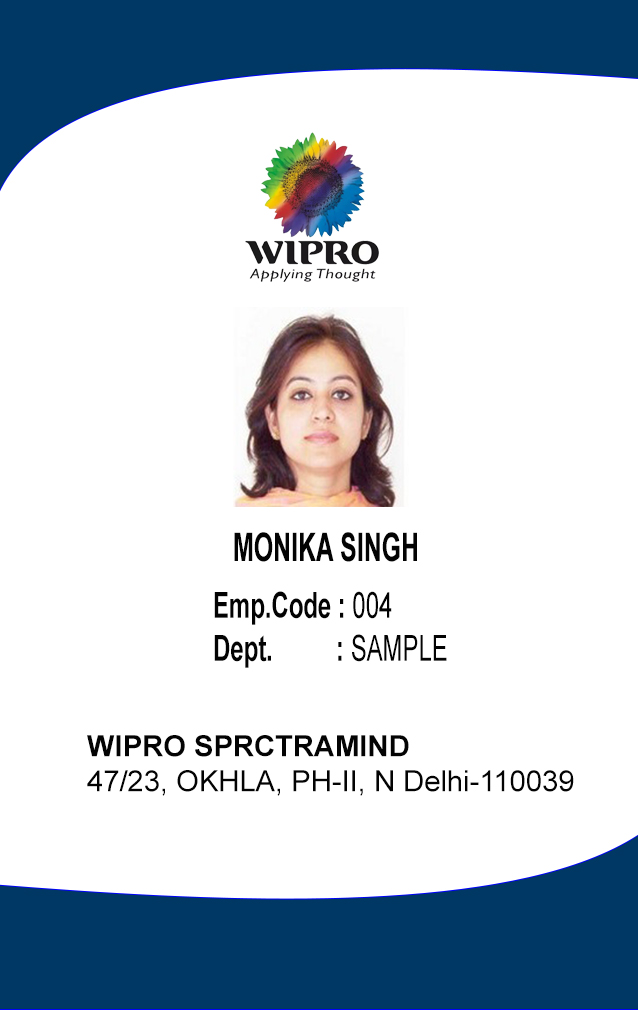 WIPRO
Applying Thought
MONIKA SINGH
Emp.Code : 004
Dept. : SAMPLE
WIPRO SPRCTRAMIND
47/23, OKHLA, PH-II, N Delhi-110039